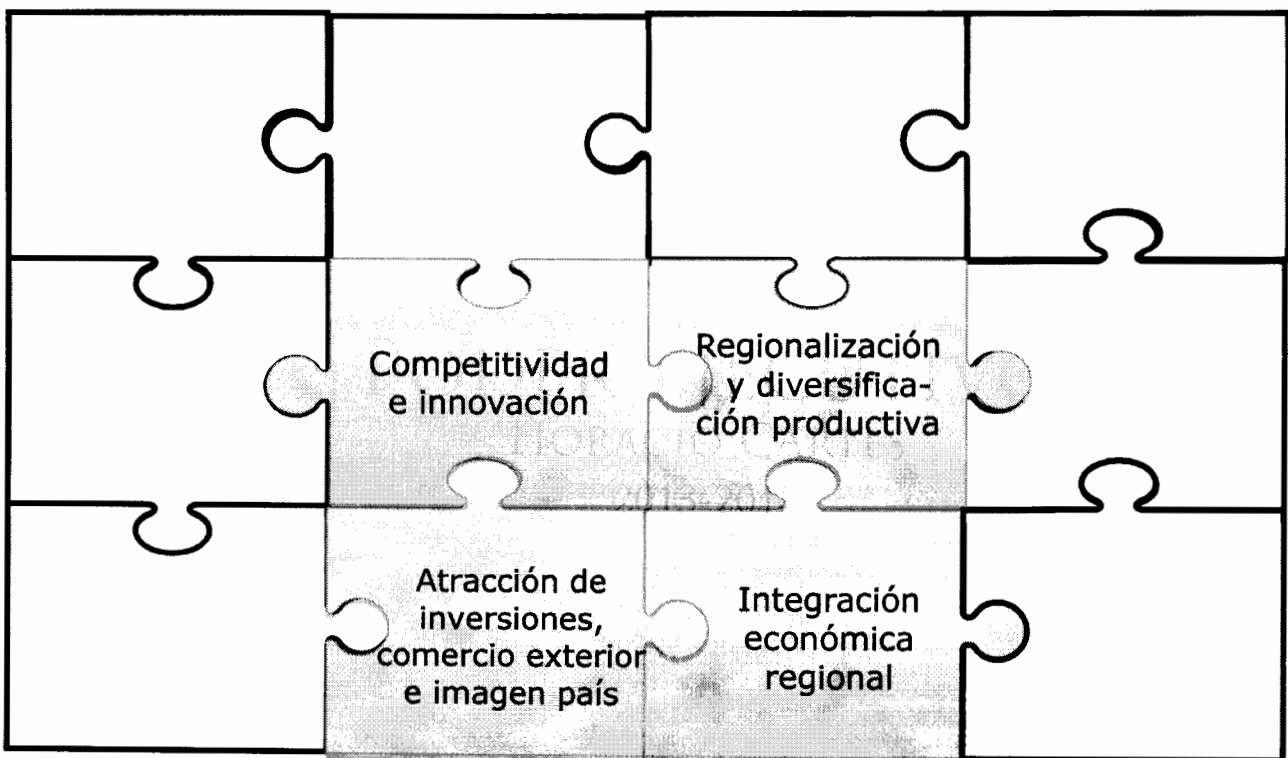 Competitividad
e innovación
Regionalización
y diversifica-
ción productiva
Atracción de
inversiones,
comercio exterior
e imagen país
Integración
económica
regional